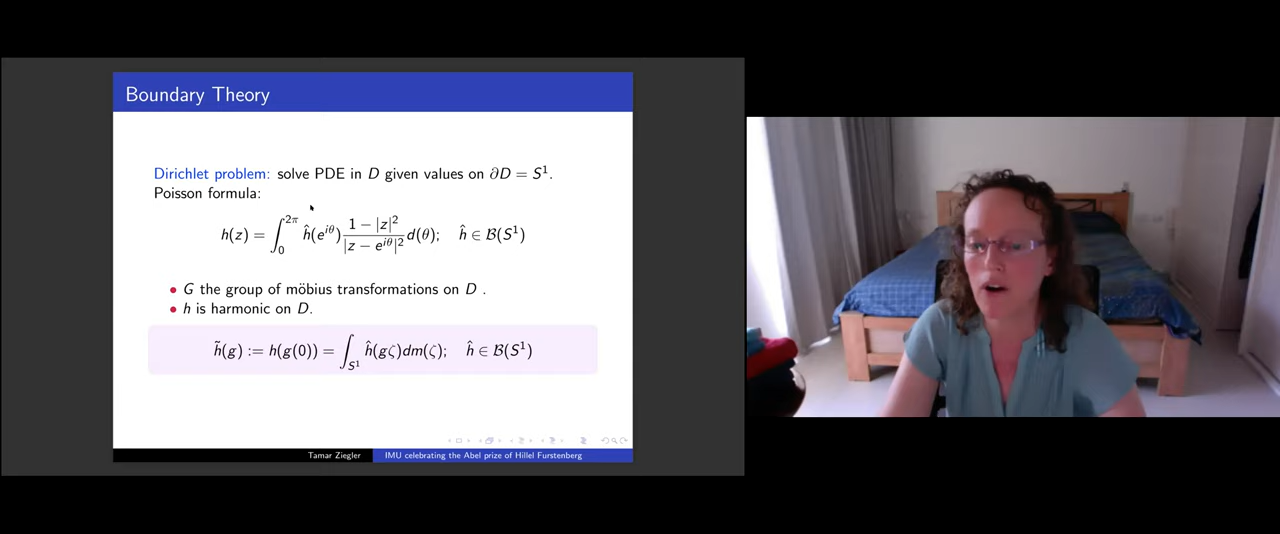 Boundary Theory
Dirichlet problem: solve PDE in D given values on ∂D = S¹.
Poisson formula:
h(z) = ∫₀^{2π} ĥ(e^{iθ}) \frac{1 − |z|²}{|z − e^{iθ}|²} d(θ); ĥ ∈ 𝓑(S¹)
• G the group of möbius transformations on D .
• h is harmonic on D.
h̃(g) := h(g(0)) = ∫_{S¹} ĥ(gζ)dm(ζ); ĥ ∈ 𝓑(S¹)
Tamar Ziegler IMU celebrating the Abel prize of Hillel Furstenberg